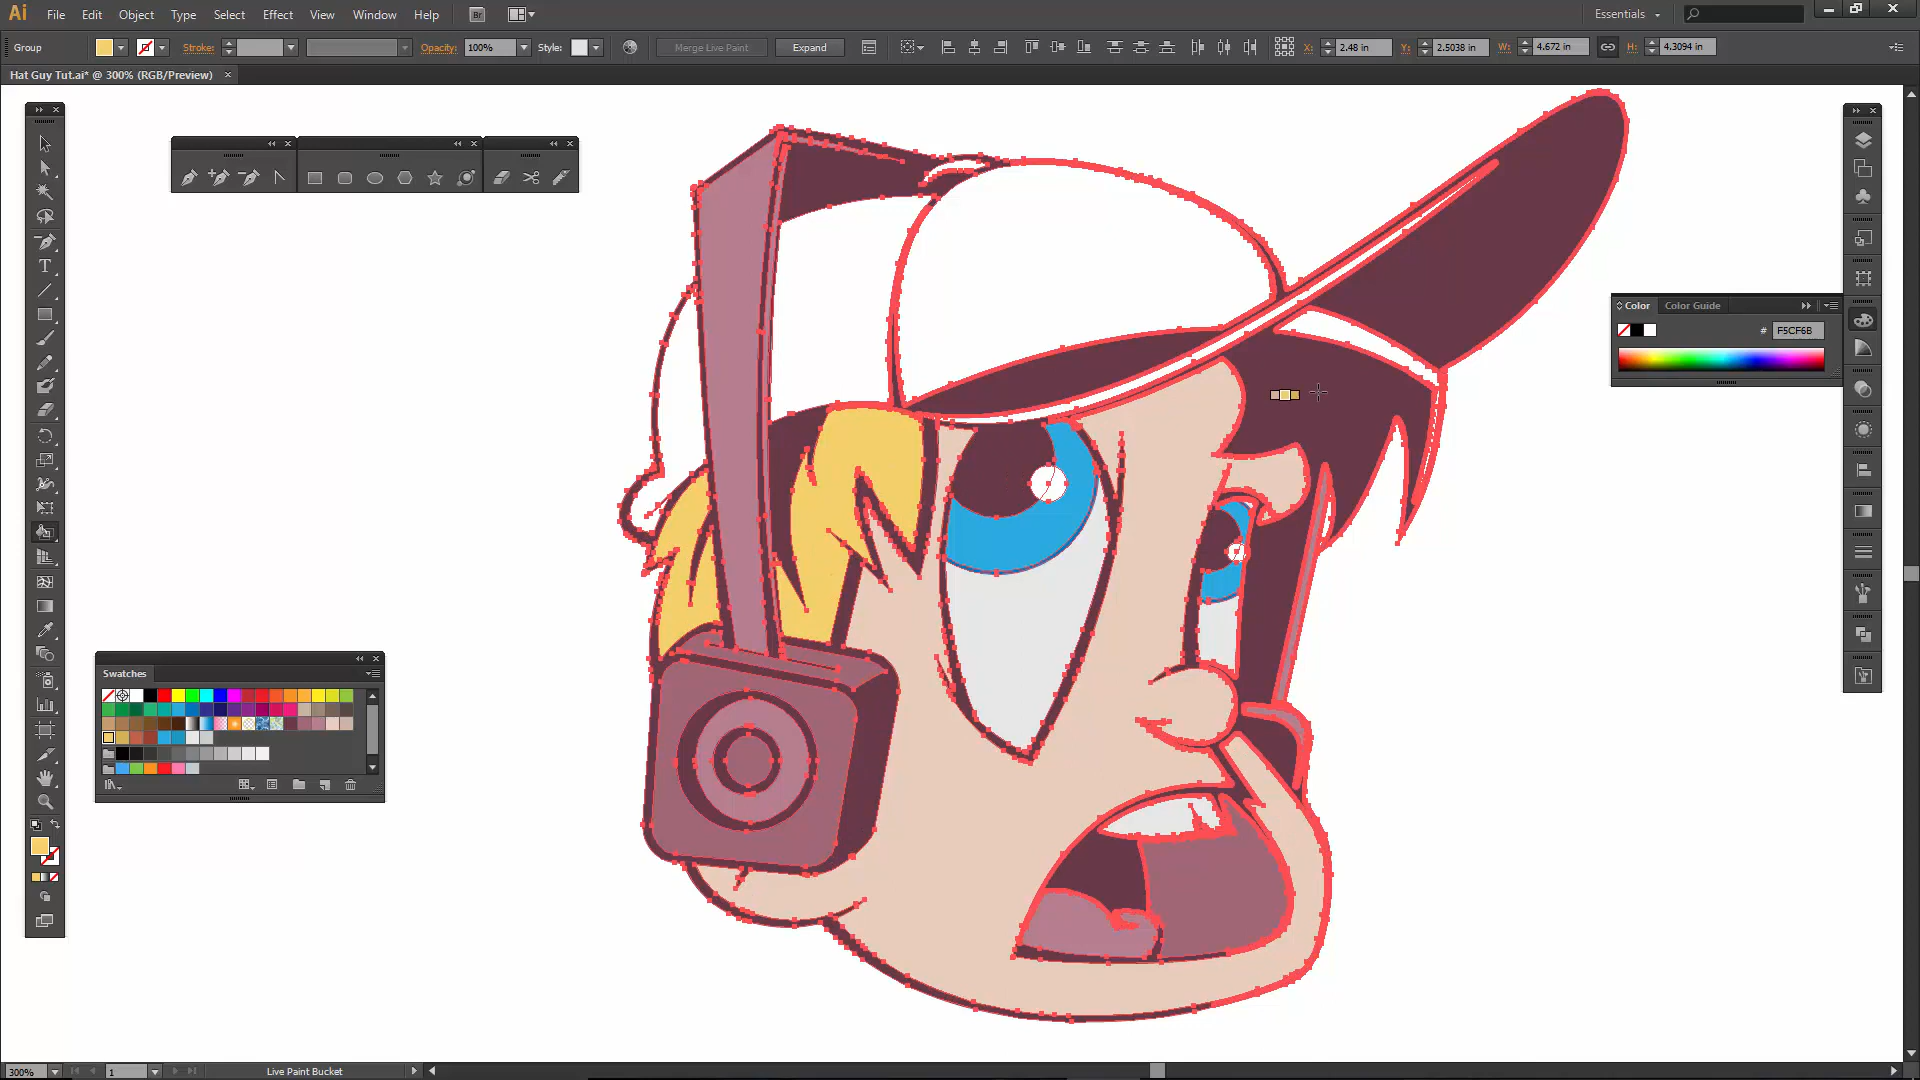 Ai File Edit Object Type Select Effect View Window Help Br Essentials
Group Stroke: Opacity: 100% Style: Merge Live Paint Expand X: 2.48 in Y: 2.5038 in W: 4.672 in H: 4.3094 in
Hat Guy Tut.ai* @ 300% (RGB/Preview)
Color Color Guide
# F5CF6B
Swatches
300% 1 Live Paint Bucket